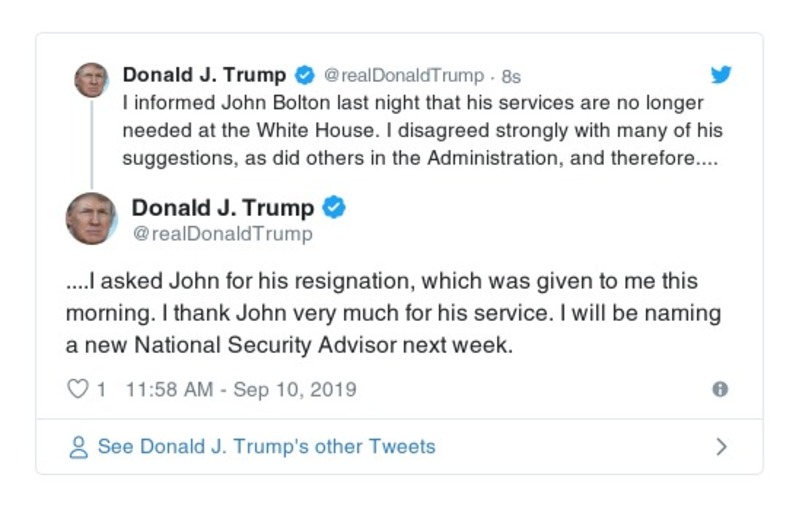 Donald J. Trump @realDonaldTrump · 8s
I informed John Bolton last night that his services are no longer
needed at the White House. I disagreed strongly with many of his
suggestions, as did others in the Administration, and therefore....
Donald J. Trump
@realDonaldTrump
....I asked John for his resignation, which was given to me this
morning. I thank John very much for his service. I will be naming
a new National Security Advisor next week.
1 11:58 AM - Sep 10, 2019
See Donald J. Trump's other Tweets